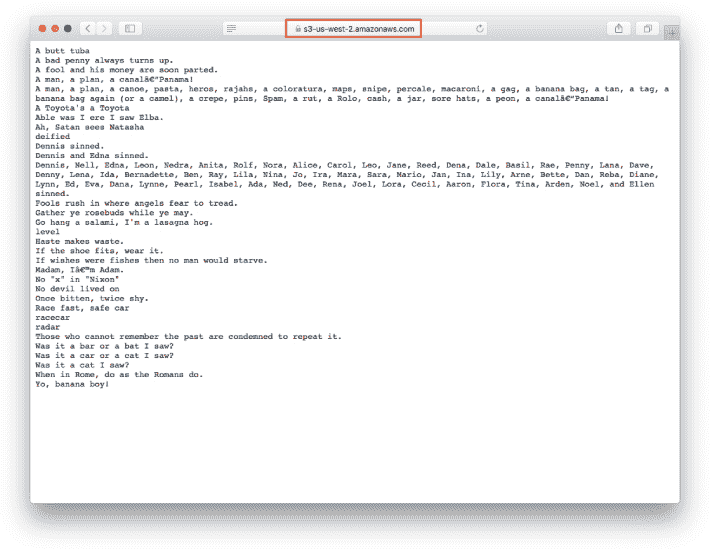 s3-us-west-2.amazonaws.com
A butt tuba
A bad penny always turns up.
A fool and his money are soon parted.
A man, a plan, a canalâ€"Panama!
A man, a plan, a canoe, pasta, heros, rajahs, a coloratura, maps, snipe, percale, macaroni, a gag, a banana bag, a tan, a tag, a
banana bag again (or a camel), a crepe, pins, Spam, a rut, a Rolo, cash, a jar, sore hats, a peon, a canalâ€"Panama!
A Toyota's a Toyota
Able was I ere I saw Elba.
Ah, Satan sees Natasha
deified
Dennis sinned.
Dennis and Edna sinned.
Dennis, Nell, Edna, Leon, Nedra, Anita, Rolf, Nora, Alice, Carol, Leo, Jane, Reed, Dena, Dale, Basil, Rae, Penny, Lana, Dave,
Denny, Lena, Ida, Bernadette, Ben, Ray, Lila, Nina, Jo, Ira, Mara, Sara, Mario, Jan, Ina, Lily, Arne, Bette, Dan, Reba, Diane,
Lynn, Ed, Eva, Dana, Lynne, Pearl, Isabel, Ada, Ned, Dee, Rena, Joel, Lora, Cecil, Aaron, Flora, Tina, Arden, Noel, and Ellen
sinned.
Fools rush in where angels fear to tread.
Gather ye rosebuds while ye may.
Go hang a salami, I'm a lasagna hog.
level
Haste makes waste.
If the shoe fits, wear it.
If wishes were fishes then no man would starve.
Madam, Iâ€™m Adam.
No "x" in "Nixon"
No devil lived on
Once bitten, twice shy.
Race fast, safe car
racecar
radar
Those who cannot remember the past are condemned to repeat it.
Was it a bar or a bat I saw?
Was it a car or a cat I saw?
Was it a cat I saw?
When in Rome, do as the Romans do.
Yo, banana boy!